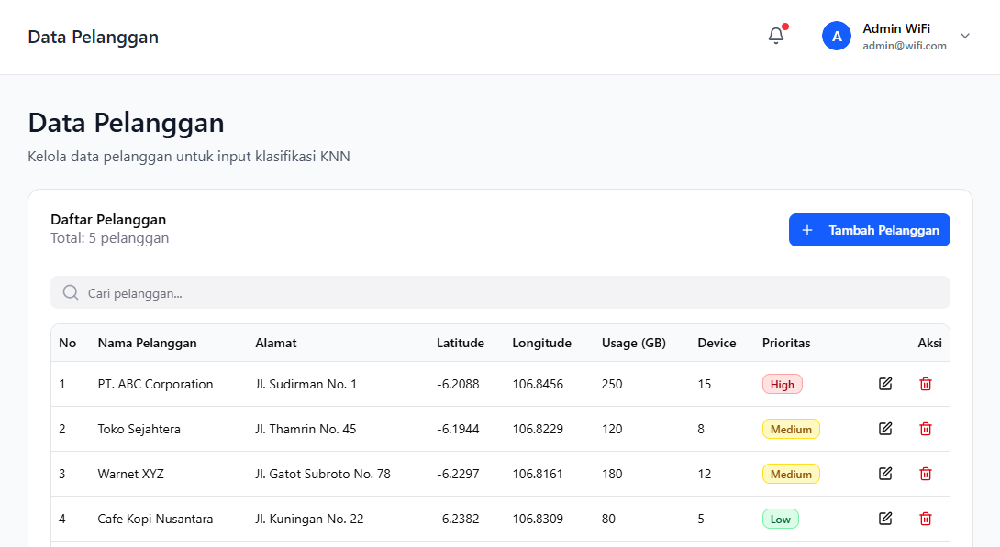 Data Pelanggan
A
Admin WiFi
admin@wifi.com
Data Pelanggan
Kelola data pelanggan untuk input klasifikasi KNN
Daftar Pelanggan
Total: 5 pelanggan
+ Tambah Pelanggan
Cari pelanggan...
No Nama Pelanggan Alamat Latitude Longitude Usage (GB) Device Prioritas Aksi
1 PT. ABC Corporation Jl. Sudirman No. 1 -6.2088 106.8456 250 15 High
2 Toko Sejahtera Jl. Thamrin No. 45 -6.1944 106.8229 120 8 Medium
3 Warnet XYZ Jl. Gatot Subroto No. 78 -6.2297 106.8161 180 12 Medium
4 Cafe Kopi Nusantara Jl. Kuningan No. 22 -6.2382 106.8309 80 5 Low